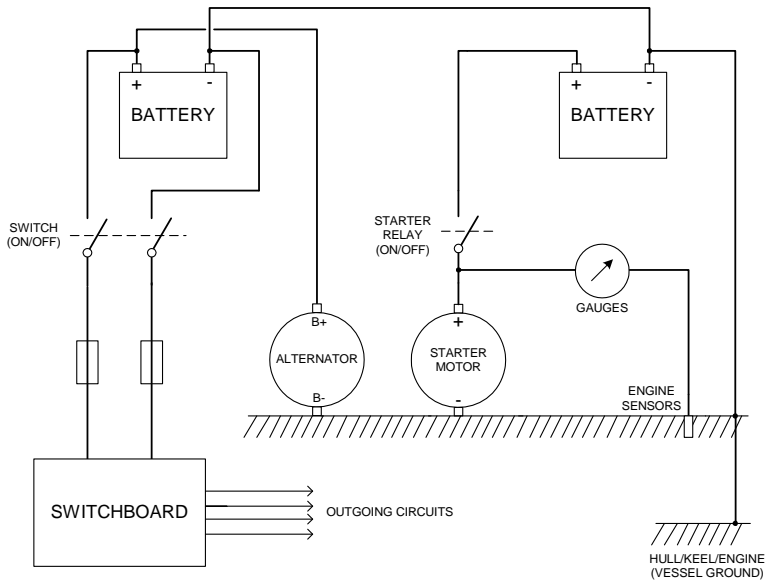 + -
BATTERY
+ -
BATTERY
SWITCH
(ON/OFF)
STARTER
RELAY
(ON/OFF)
GAUGES
B+
ALTERNATOR
B-
+
STARTER
MOTOR
-
ENGINE
SENSORS
SWITCHBOARD
OUTGOING CIRCUITS
HULL/KEEL/ENGINE
(VESSEL GROUND)